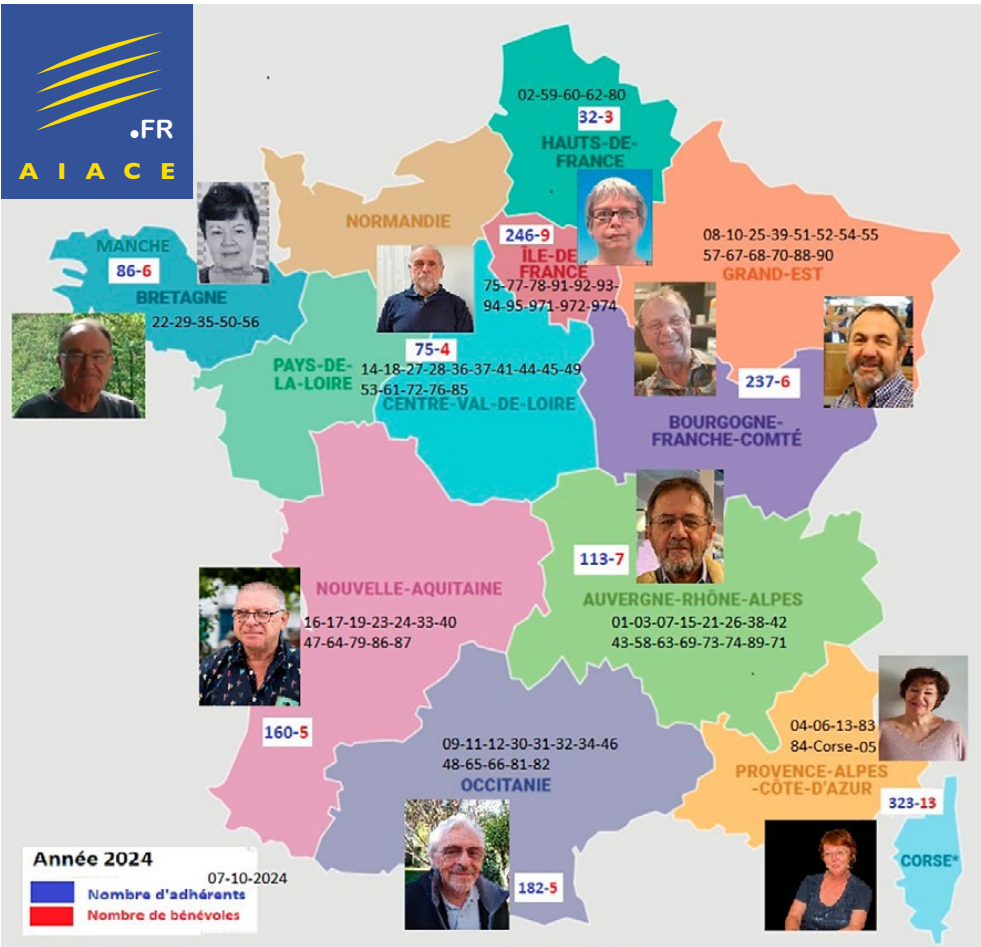 .FR
A I A C E
02-59-60-62-80
32-3
HAUTS-DE-
FRANCE
NORMANDIE
246-9
ÎLE-DE
FRANCE
75-77-78-91-92-93-
94-95-971-972-974
08-10-25-39-51-52-54-55
57-67-68-70-88-90
GRAND-EST
MANCHE
86-6
BRETAGNE
22-29-35-50-56
75-4
PAYS-DE-
LA-LOIRE
14-18-27-28-36-37-41-44-45-49
53-61-72-76-85
CENTRE-VAL-DE-LOIRE
237-6
BOURGOGNE-
FRANCHE-COMTÉ
113-7
AUVERGNE-RHÔNE-ALPES
01-03-07-15-21-26-38-42
43-58-63-69-73-74-89-71
NOUVELLE-AQUITAINE
16-17-19-23-24-33-40
47-64-79-86-87
160-5
09-11-12-30-31-32-34-46
48-65-66-81-82
OCCITANIE
182-5
04-06-13-83
84-Corse-05
PROVENCE-ALPES
-CÔTE-D'AZUR
323-13
CORSE*
Année 2024
07-10-2024
Nombre d'adhérents
Nombre de bénévoles